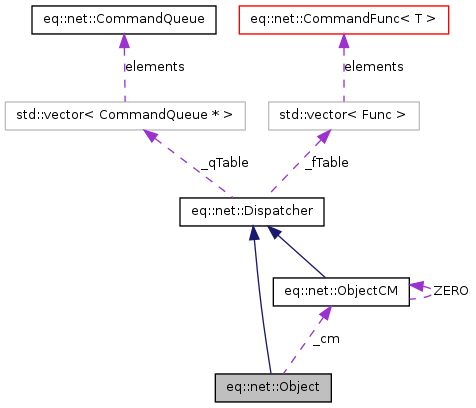 eq::net::CommandQueue
eq::net::CommandFunc< T >
elements
elements
std::vector< CommandQueue * >
std::vector< Func >
_qTable
_fTable
eq::net::Dispatcher
eq::net::ObjectCM
ZERO
_cm
eq::net::Object